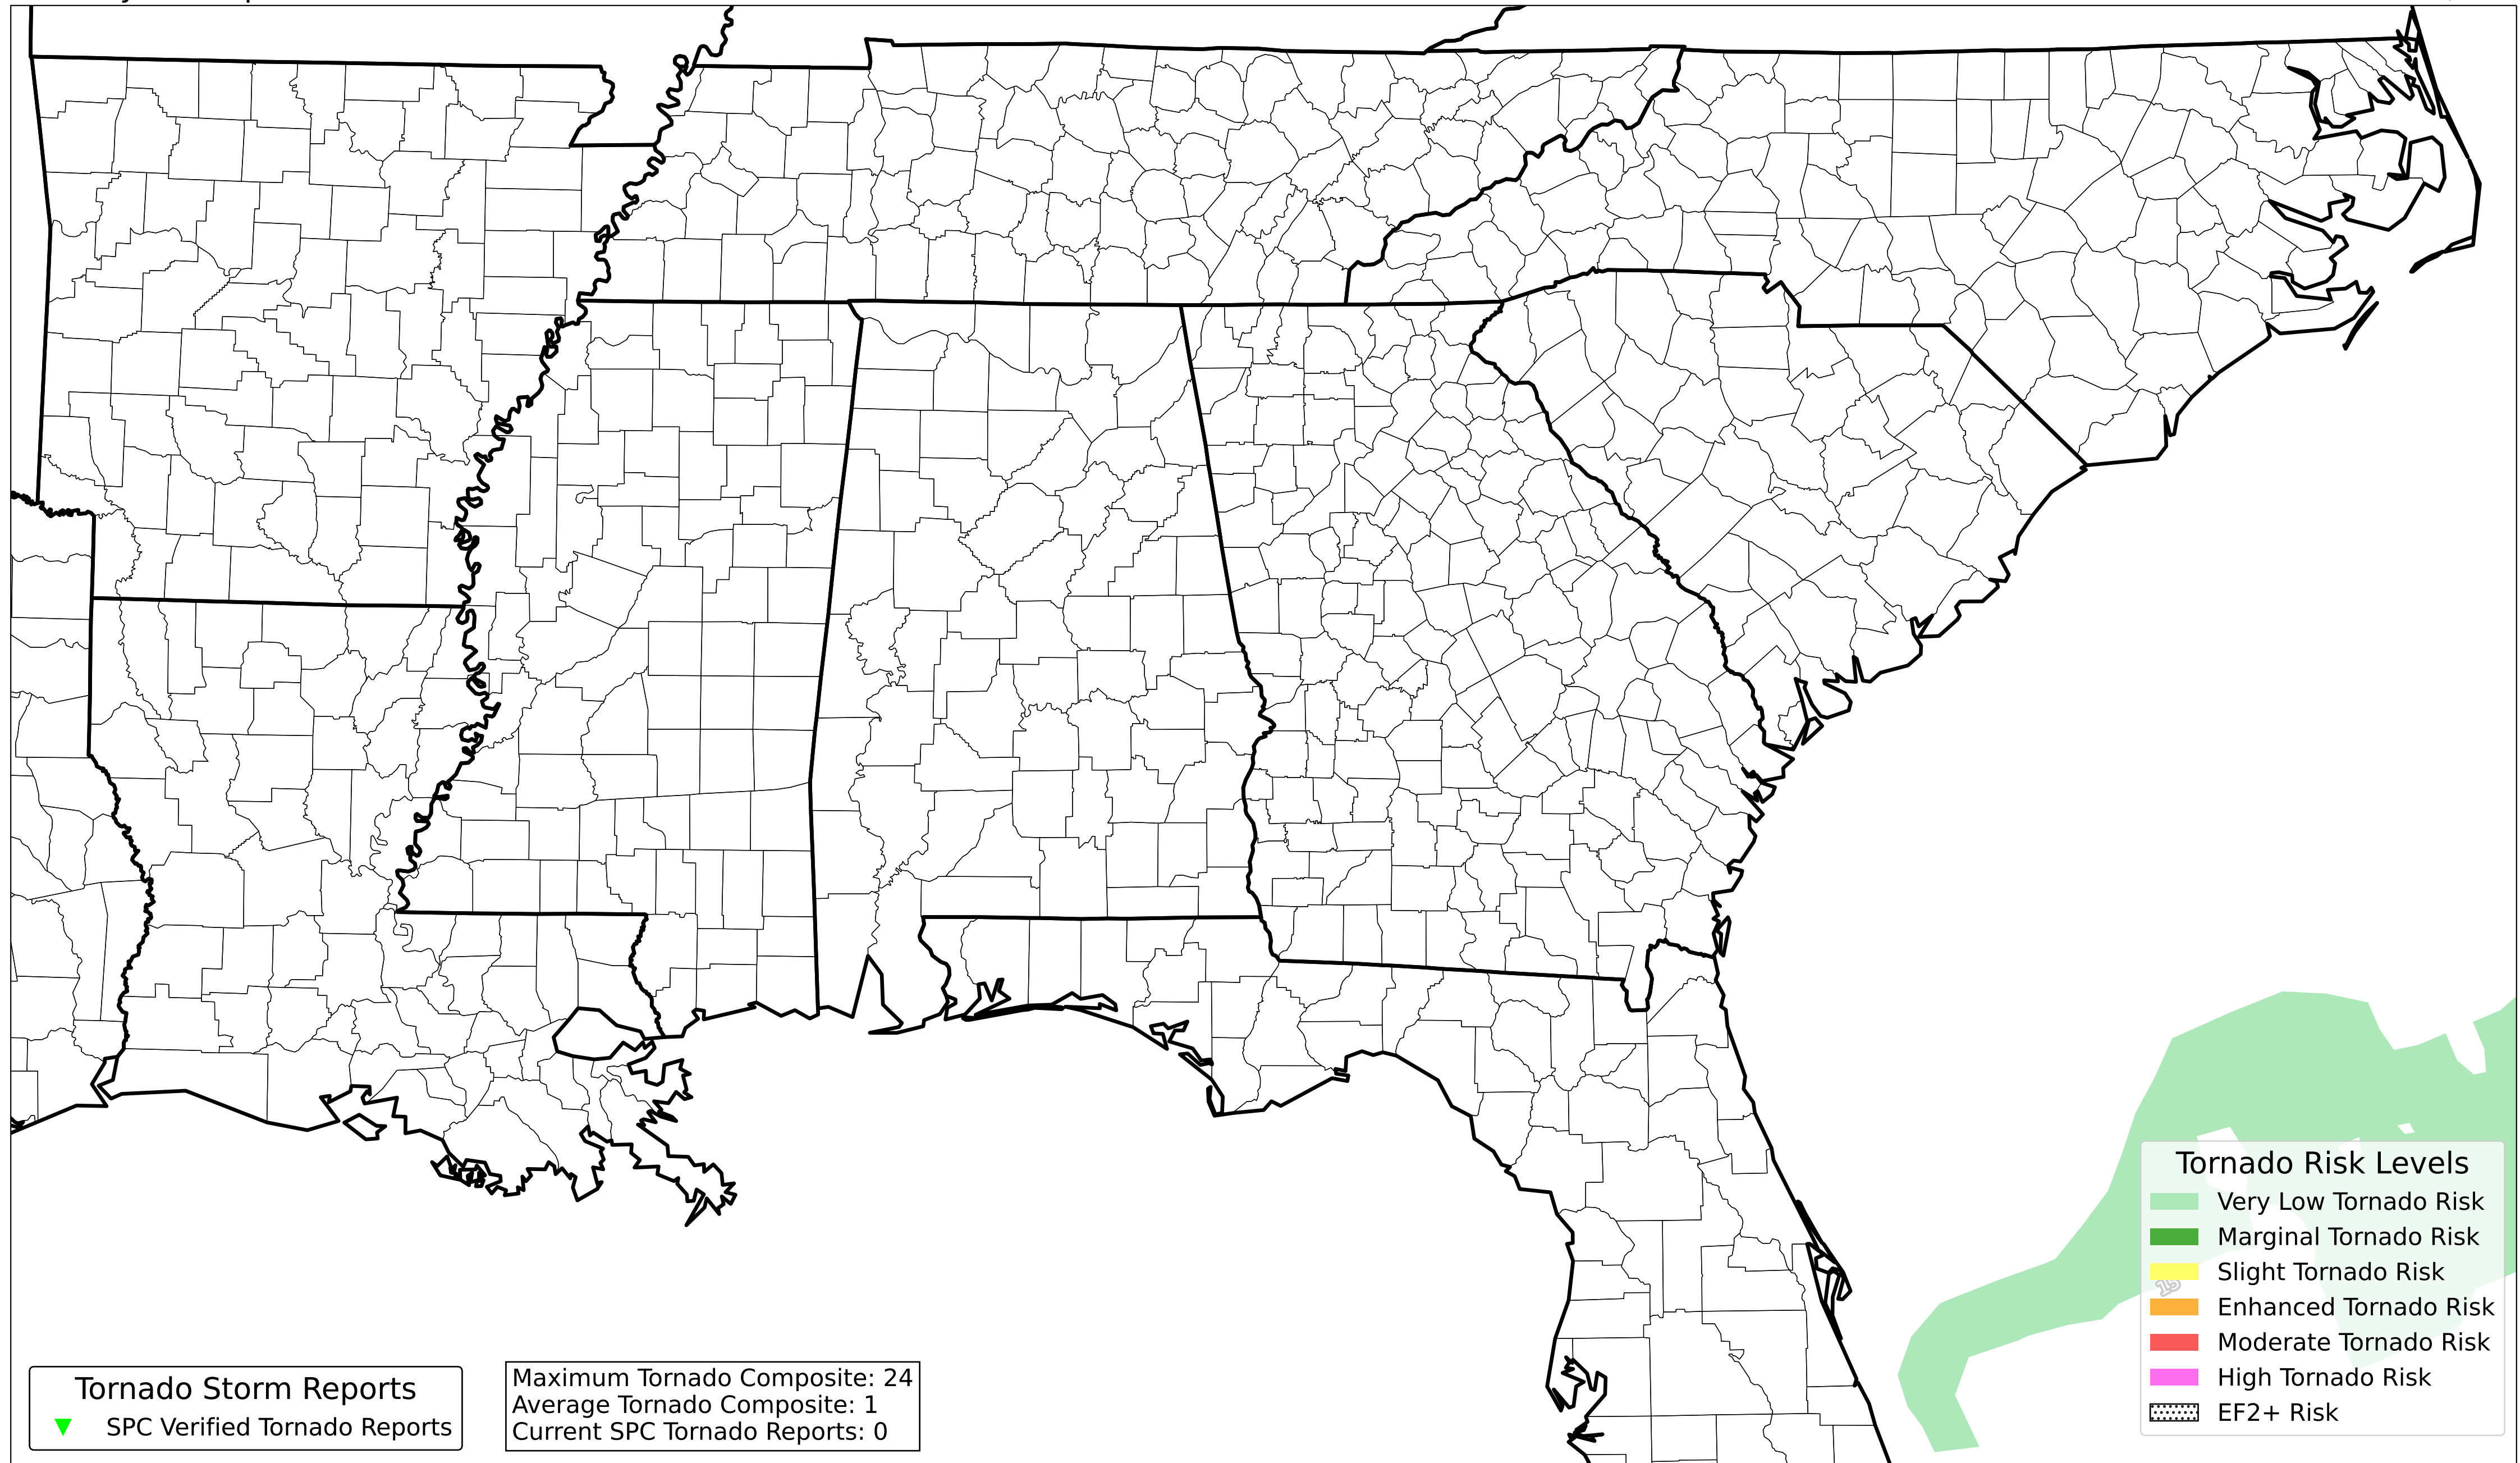 Tornado Risk Levels
Very Low Tornado Risk
Marginal Tornado Risk
15
Slight Tornado Risk
Enhanced Tornado Risk
Moderate Tornado Risk
High Tornado Risk
EF2+ Risk
Tornado Storm Reports
SPC Verified Tornado Reports
Maximum Tornado Composite: 24
Average Tornado Composite: 1
Current SPC Tornado Reports: 0